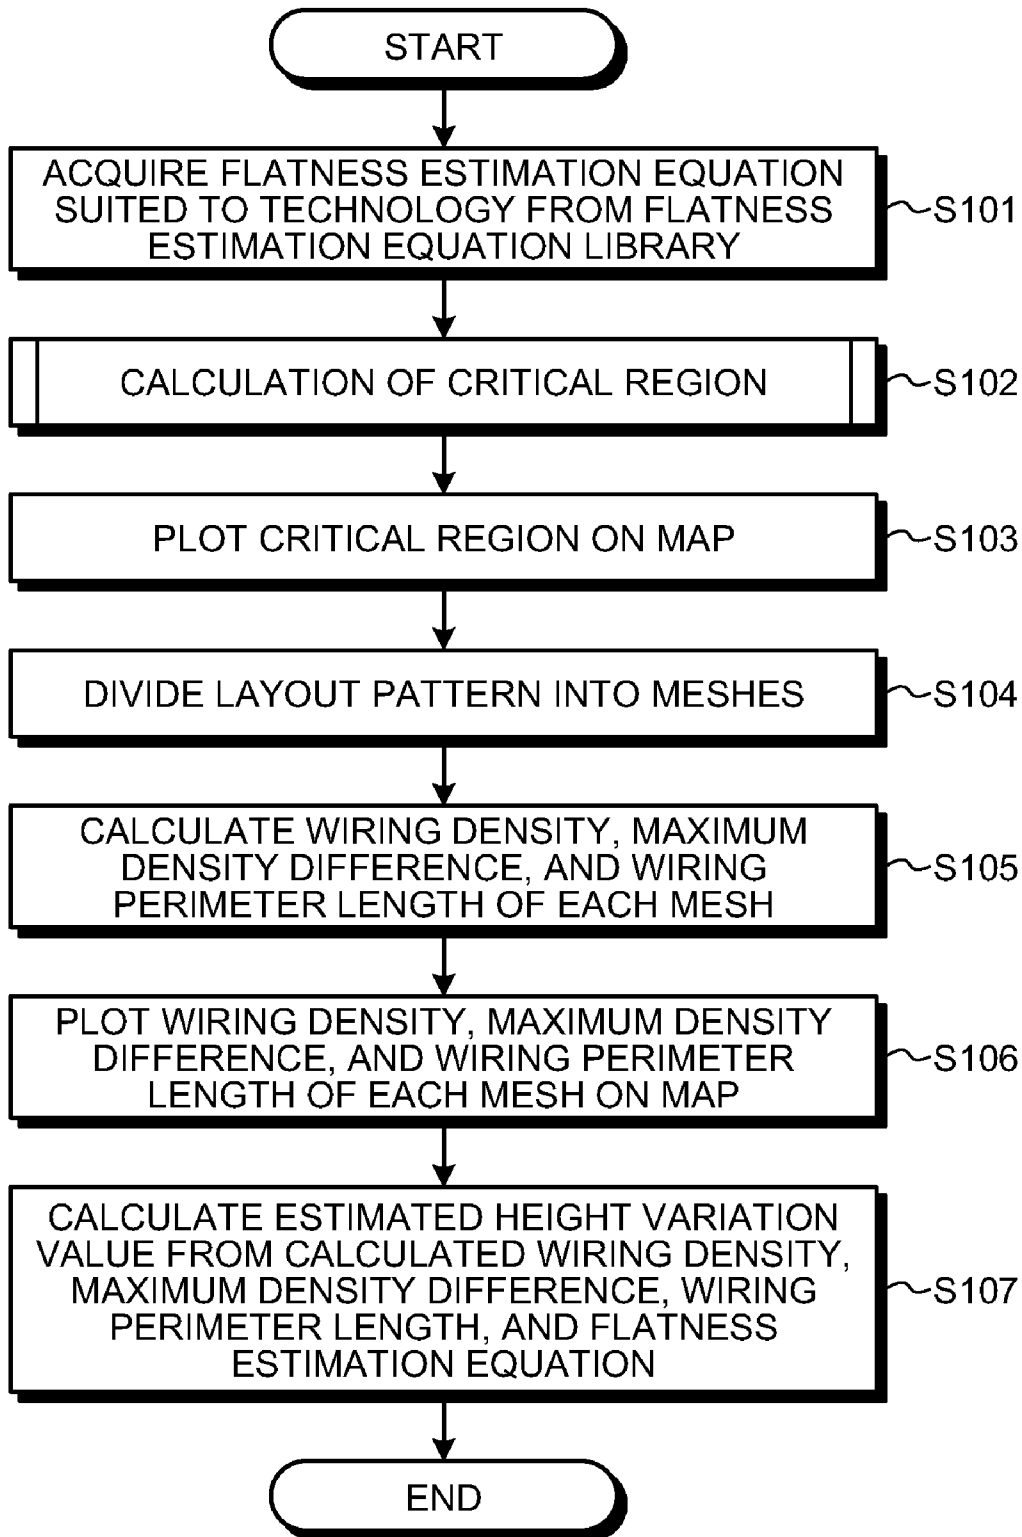 START
ACQUIRE FLATNESS ESTIMATION EQUATION
SUITED TO TECHNOLOGY FROM FLATNESS
ESTIMATION EQUATION LIBRARY
S101
CALCULATION OF CRITICAL REGION
S102
PLOT CRITICAL REGION ON MAP
S103
DIVIDE LAYOUT PATTERN INTO MESHES
S104
CALCULATE WIRING DENSITY, MAXIMUM
DENSITY DIFFERENCE, AND WIRING
PERIMETER LENGTH OF EACH MESH
S105
PLOT WIRING DENSITY, MAXIMUM DENSITY
DIFFERENCE, AND WIRING PERIMETER
LENGTH OF EACH MESH ON MAP
S106
CALCULATE ESTIMATED HEIGHT VARIATION
VALUE FROM CALCULATED WIRING DENSITY,
MAXIMUM DENSITY DIFFERENCE, WIRING
PERIMETER LENGTH, AND FLATNESS
ESTIMATION EQUATION
S107
END